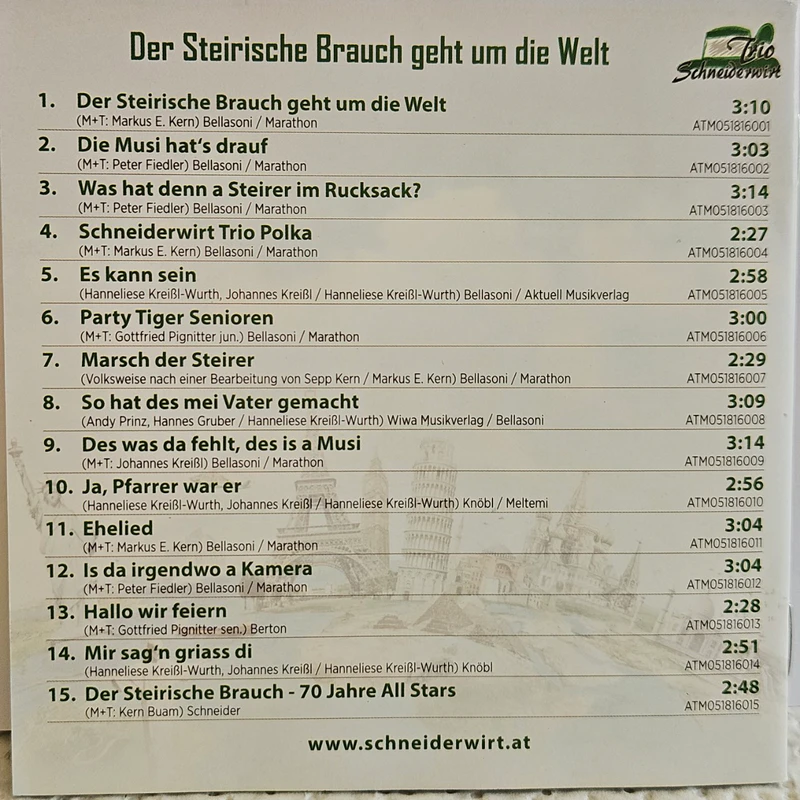 Der Steirische Brauch geht um die Welt
Trio
Schneiderwirt
1. Der Steirische Brauch geht um die Welt 3:10
(M+T: Markus E. Kern) Bellasoni / Marathon ATM051816001
2. Die Musi hat's drauf 3:03
(M+T: Peter Fiedler) Bellasoni / Marathon ATM051816002
3. Was hat denn a Steirer im Rucksack? 3:14
(M+T: Peter Fiedler) Bellasoni / Marathon ATM051816003
4. Schneiderwirt Trio Polka 2:27
(M+T: Markus E. Kern) Bellasoni / Marathon ATM051816004
5. Es kann sein 2:58
(Hanneliese Kreißl-Wurth, Johannes Kreißl / Hanneliese Kreißl-Wurth) Bellasoni / Aktuell Musikverlag ATM051816005
6. Party Tiger Senioren 3:00
(M+T: Gottfried Pignitter jun.) Bellasoni / Marathon ATM051816006
7. Marsch der Steirer 2:29
(Volksweise nach einer Bearbeitung von Sepp Kern / Markus E. Kern) Bellasoni / Marathon ATM051816007
8. So hat des mei Vater gemacht 3:09
(Andy Prinz, Hannes Gruber / Hanneliese Kreißl-Wurth) Wiwa Musikverlag / Bellasoni ATM051816008
9. Des was da fehlt, des is a Musi 3:14
(M+T: Johannes Kreißl) Bellasoni / Marathon ATM051816009
10. Ja, Pfarrer war er 2:56
(Hanneliese Kreißl-Wurth, Johannes Kreißl / Hanneliese Kreißl-Wurth) Knöbl / Meltemi ATM051816010
11. Ehelied 3:04
(M+T: Markus E. Kern) Bellasoni / Marathon ATM051816011
12. Is da irgendwo a Kamera 3:04
(M+T: Peter Fiedler) Bellasoni / Marathon ATM051816012
13. Hallo wir feiern 2:28
(M+T: Gottfried Pignitter sen.) Berton ATM051816013
14. Mir sag'n griass di 2:51
(Hanneliese Kreißl-Wurth, Johannes Kreißl / Hanneliese Kreißl-Wurth) Knöbl ATM051816014
15. Der Steirische Brauch - 70 Jahre All Stars 2:48
(M+T: Kern Buam) Schneider ATM051816015
www.schneiderwirt.at